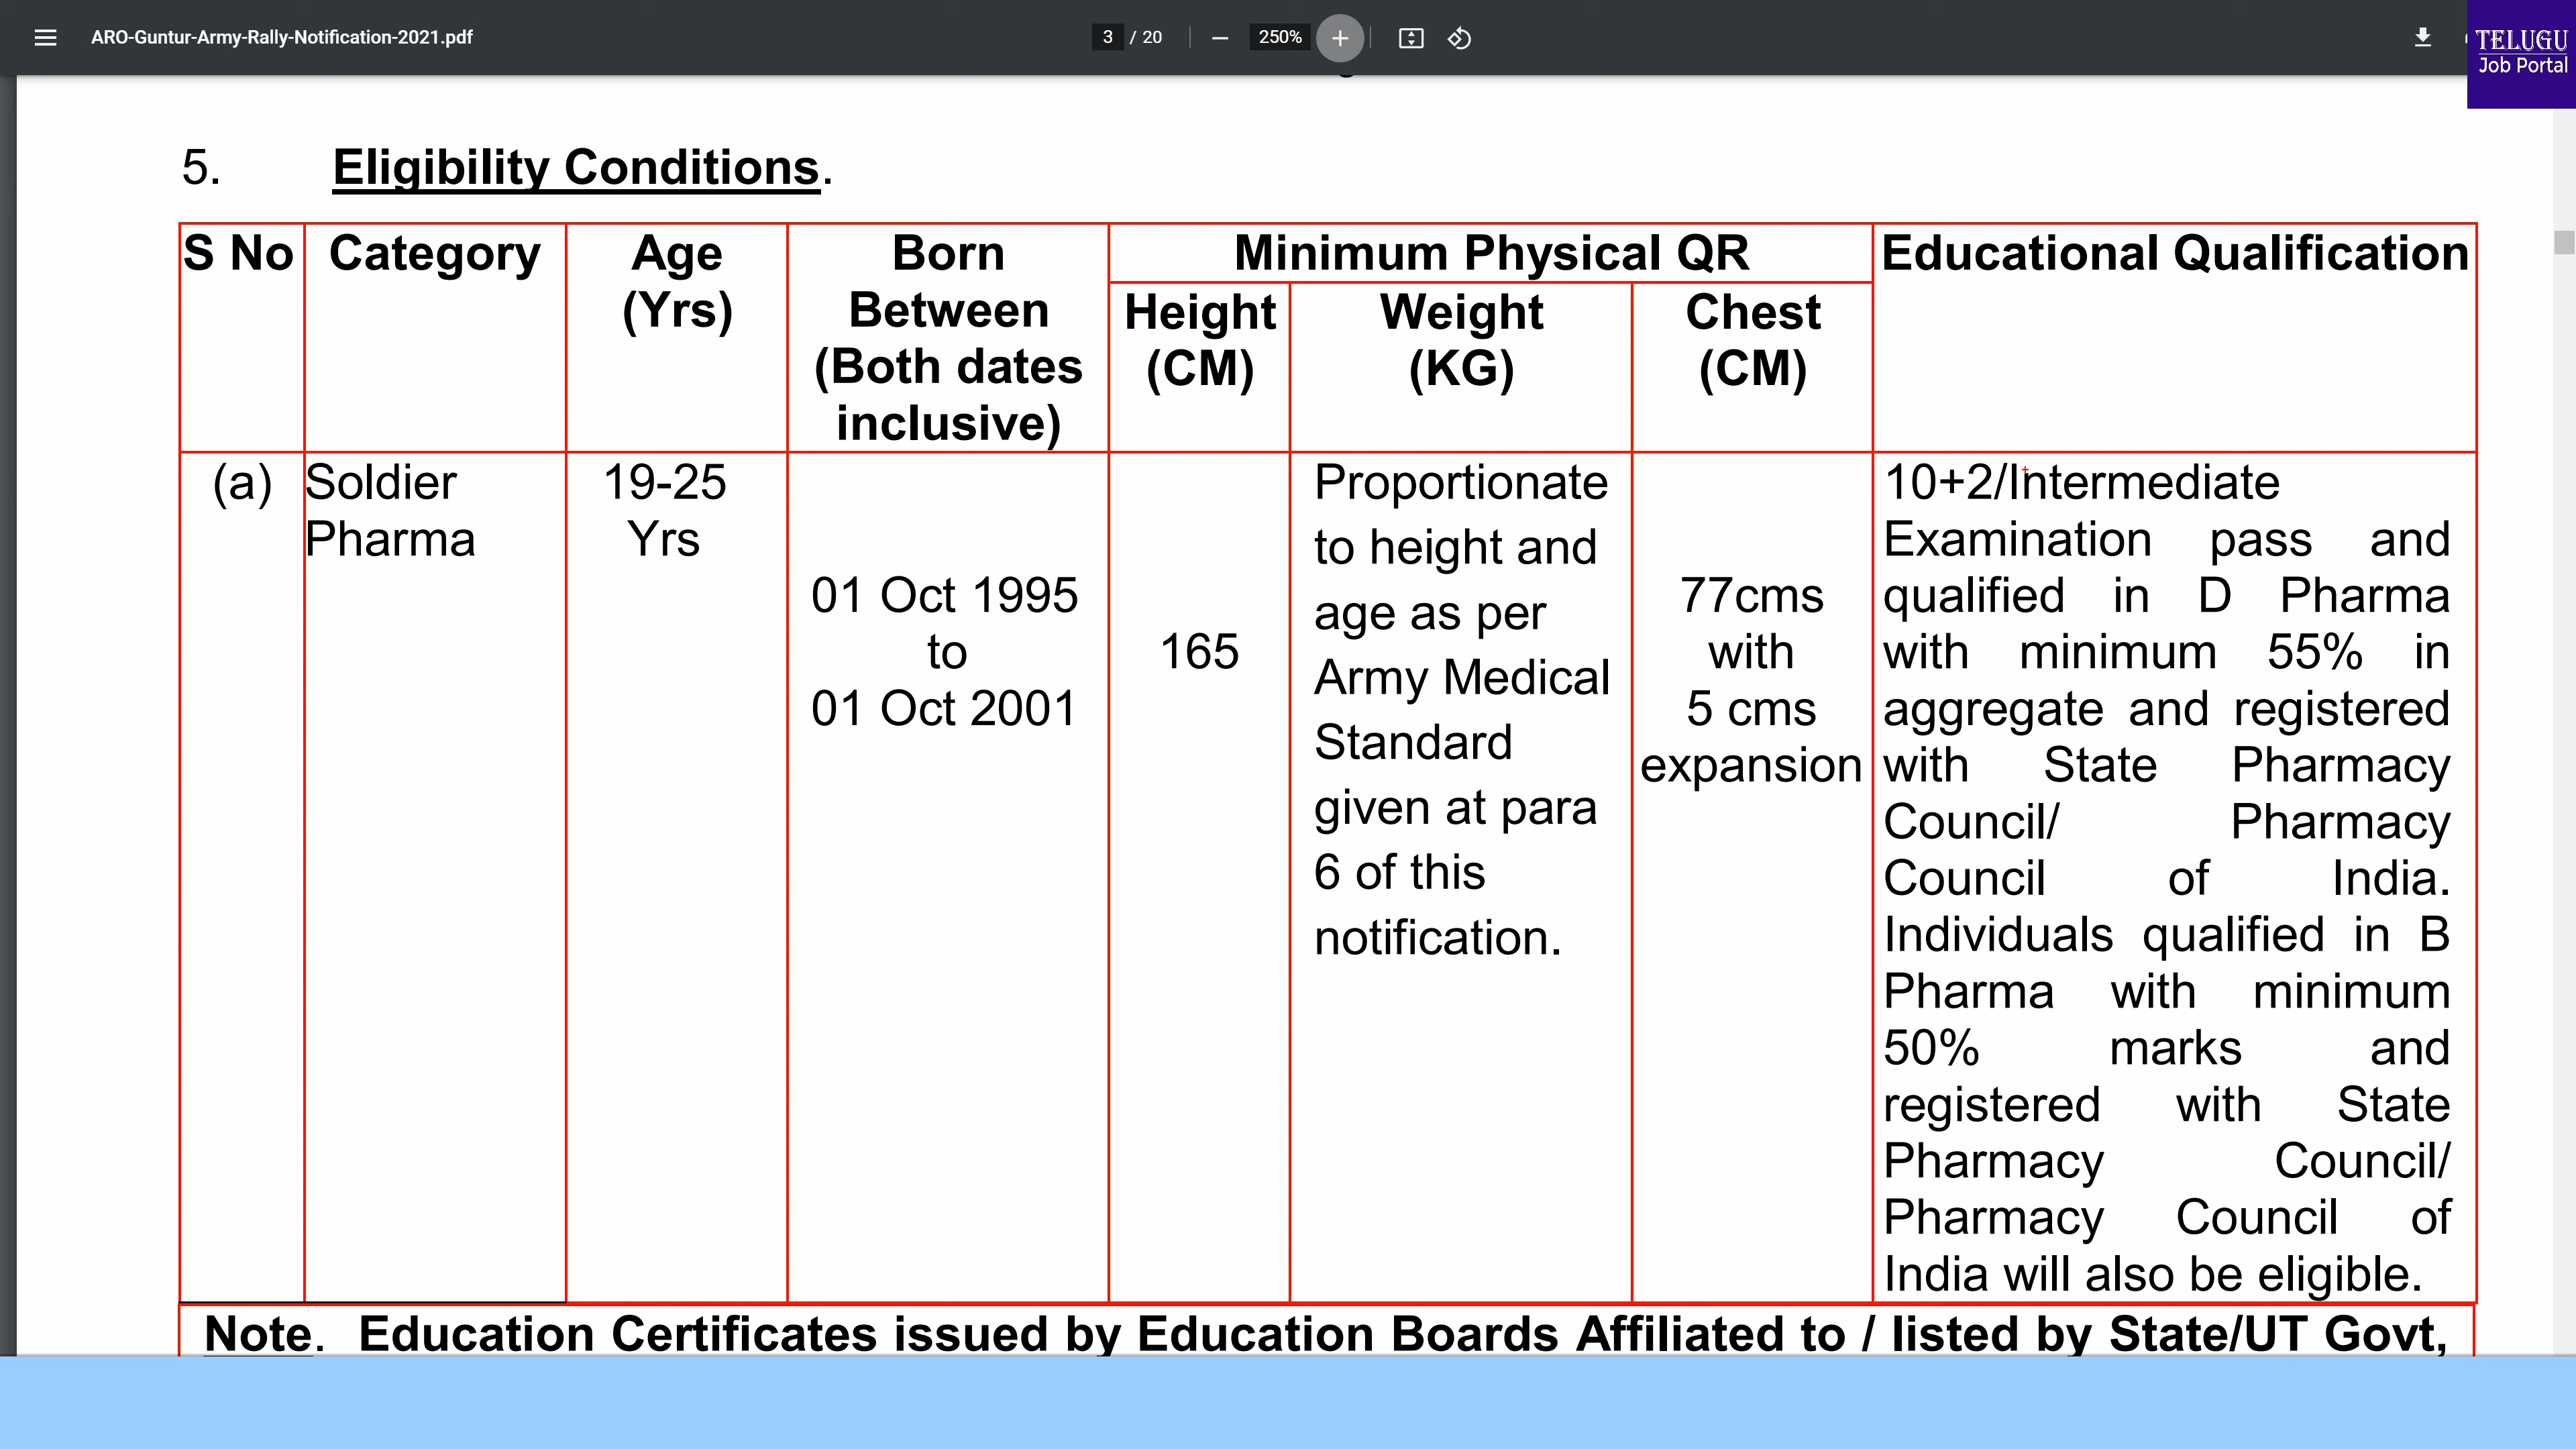 ARO-Guntur-Army-Rally-Notification-2021.pdf
3 / 20
250%
TELUGU
Job Portal
5. Eligibility Conditions.
S No
Category
Age
(Yrs)
Born
Between
(Both dates
inclusive)
Minimum Physical QR
Height
(CM)
Weight
(KG)
Chest
(CM)
Educational Qualification
(a)
Soldier
Pharma
19-25
Yrs
01 Oct 1995
to
01 Oct 2001
165
Proportionate
to height and
age as per
Army Medical
Standard
given at para
6 of this
notification.
77cms
with
5 cms
expansion
10+2/Intermediate
Examination pass and
qualified in D Pharma
with minimum 55% in
aggregate and registered
with State Pharmacy
Council/ Pharmacy
Council of India.
Individuals qualified in B
Pharma with minimum
50% marks and
registered with State
Pharmacy Council/
Pharmacy Council of
India will also be eligible.
Note. Education Certificates issued by Education Boards Affiliated to / listed by State/UT Govt,